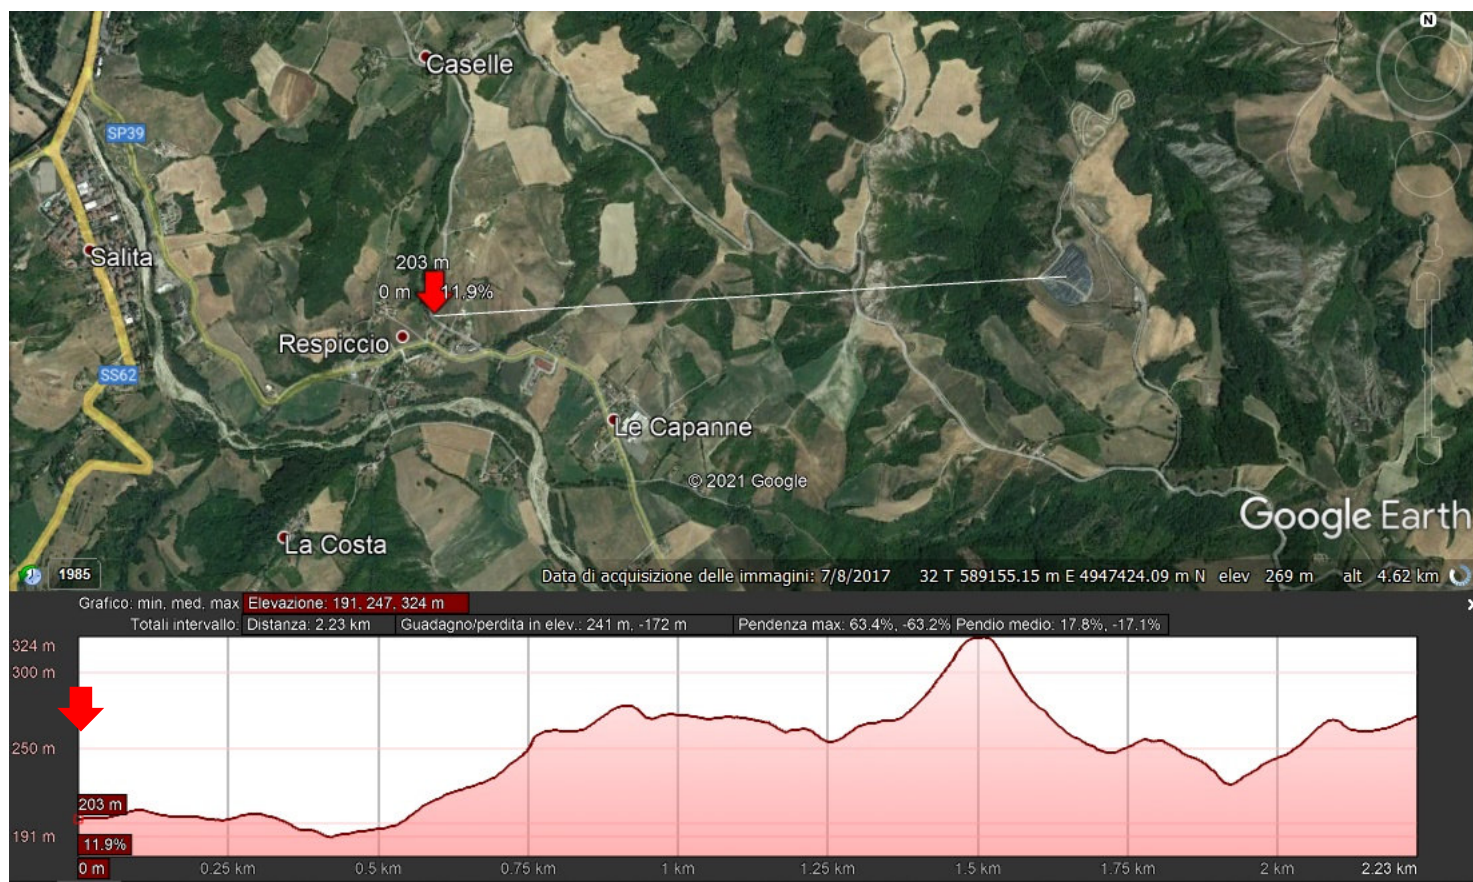 N
Caselle
SP39
Salita
203 m
0 m 11,9%
Respiccio
SS62
Le Capanne
© 2021 Google
Google Earth
La Costa
1985
Data di acquisizione delle immagini: 7/8/2017 32 T 589155.15 m E 4947424.09 m N elev 269 m alt 4.62 km
Grafico: min, med, max Elevazione: 191, 247, 324 m
Totali intervallo: Distanza: 2.23 km Guadagno/perdita in elev.: 241 m, -172 m Pendenza max: 63.4%, -63.2% Pendio medio: 17.8%, -17.1%
324 m
300 m
250 m
203 m
191 m
11.9%
0 m 0.25 km 0.5 km 0.75 km 1 km 1.25 km 1.5 km 1.75 km 2 km 2.23 km